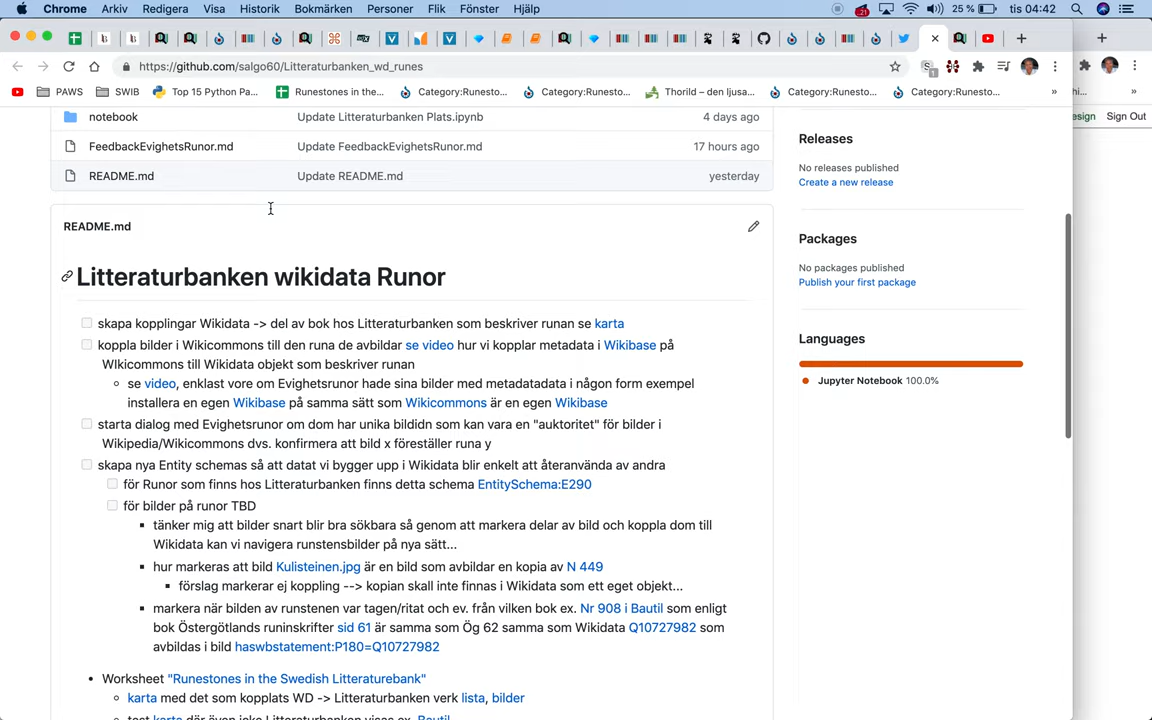 Chrome Arkiv Redigera Visa Historik Bokmärken Personer Flik Fönster Hjälp 21 25 % tis 04:42
https://github.com/salgo60/Litteraturbanken_wd_runes
PAWS SWIB Top 15 Python Pa... Runestones in the... Category:Runesto... Category:Runesto... Thorild – den ljusa... Category:Runesto... Category:Runesto... » hi... »
esign Sign Out
notebook Update Litteraturbanken Plats.ipynb 4 days ago
FeedbackEvighetsRunor.md Update FeedbackEvighetsRunor.md 17 hours ago
README.md Update README.md yesterday
README.md
Litteraturbanken wikidata Runor
skapa kopplingar Wikidata -> del av bok hos Litteraturbanken som beskriver runan se karta
koppla bilder i Wikicommons till den runa de avbildar se video hur vi kopplar metadata i Wikibase på
WIkicommons till Wikidata objekt som beskriver runan
se video, enklast vore om Evighetsrunor hade sina bilder med metadatadata i någon form exempel
installera en egen Wikibase på samma sätt som Wikicommons är en egen Wikibase
starta dialog med Evighetsrunor om dom har unika bildidn som kan vara en "auktoritet" för bilder i
Wikipedia/Wikicommons dvs. konfirmera att bild x föreställer runa y
skapa nya Entity schemas så att datat vi bygger upp i Wikidata blir enkelt att återanvända av andra
för Runor som finns hos Litteraturbanken finns detta schema EntitySchema:E290
för bilder på runor TBD
tänker mig att bilder snart blir bra sökbara så genom att markera delar av bild och koppla dom till
Wikidata kan vi navigera runstensbilder på nya sätt...
hur markeras att bild Kulisteinen.jpg är en bild som avbildar en kopia av N 449
förslag markerar ej koppling --> kopian skall inte finnas i Wikidata som ett eget objekt...
markera när bilden av runstenen var tagen/ritat och ev. från vilken bok ex. Nr 908 i Bautil som enligt
bok Östergötlands runinskrifter sid 61 är samma som Ög 62 samma som Wikidata Q10727982 som
avbildas i bild haswbstatement:P180=Q10727982
Worksheet "Runestones in the Swedish Litteraturebank"
karta med det som kopplats WD -> Litteraturbanken verk lista, bilder
test karta där även icke Litteraturbanken visas ex. Bautil
Releases
No releases published
Create a new release
Packages
No packages published
Publish your first package
Languages
Jupyter Notebook 100.0%